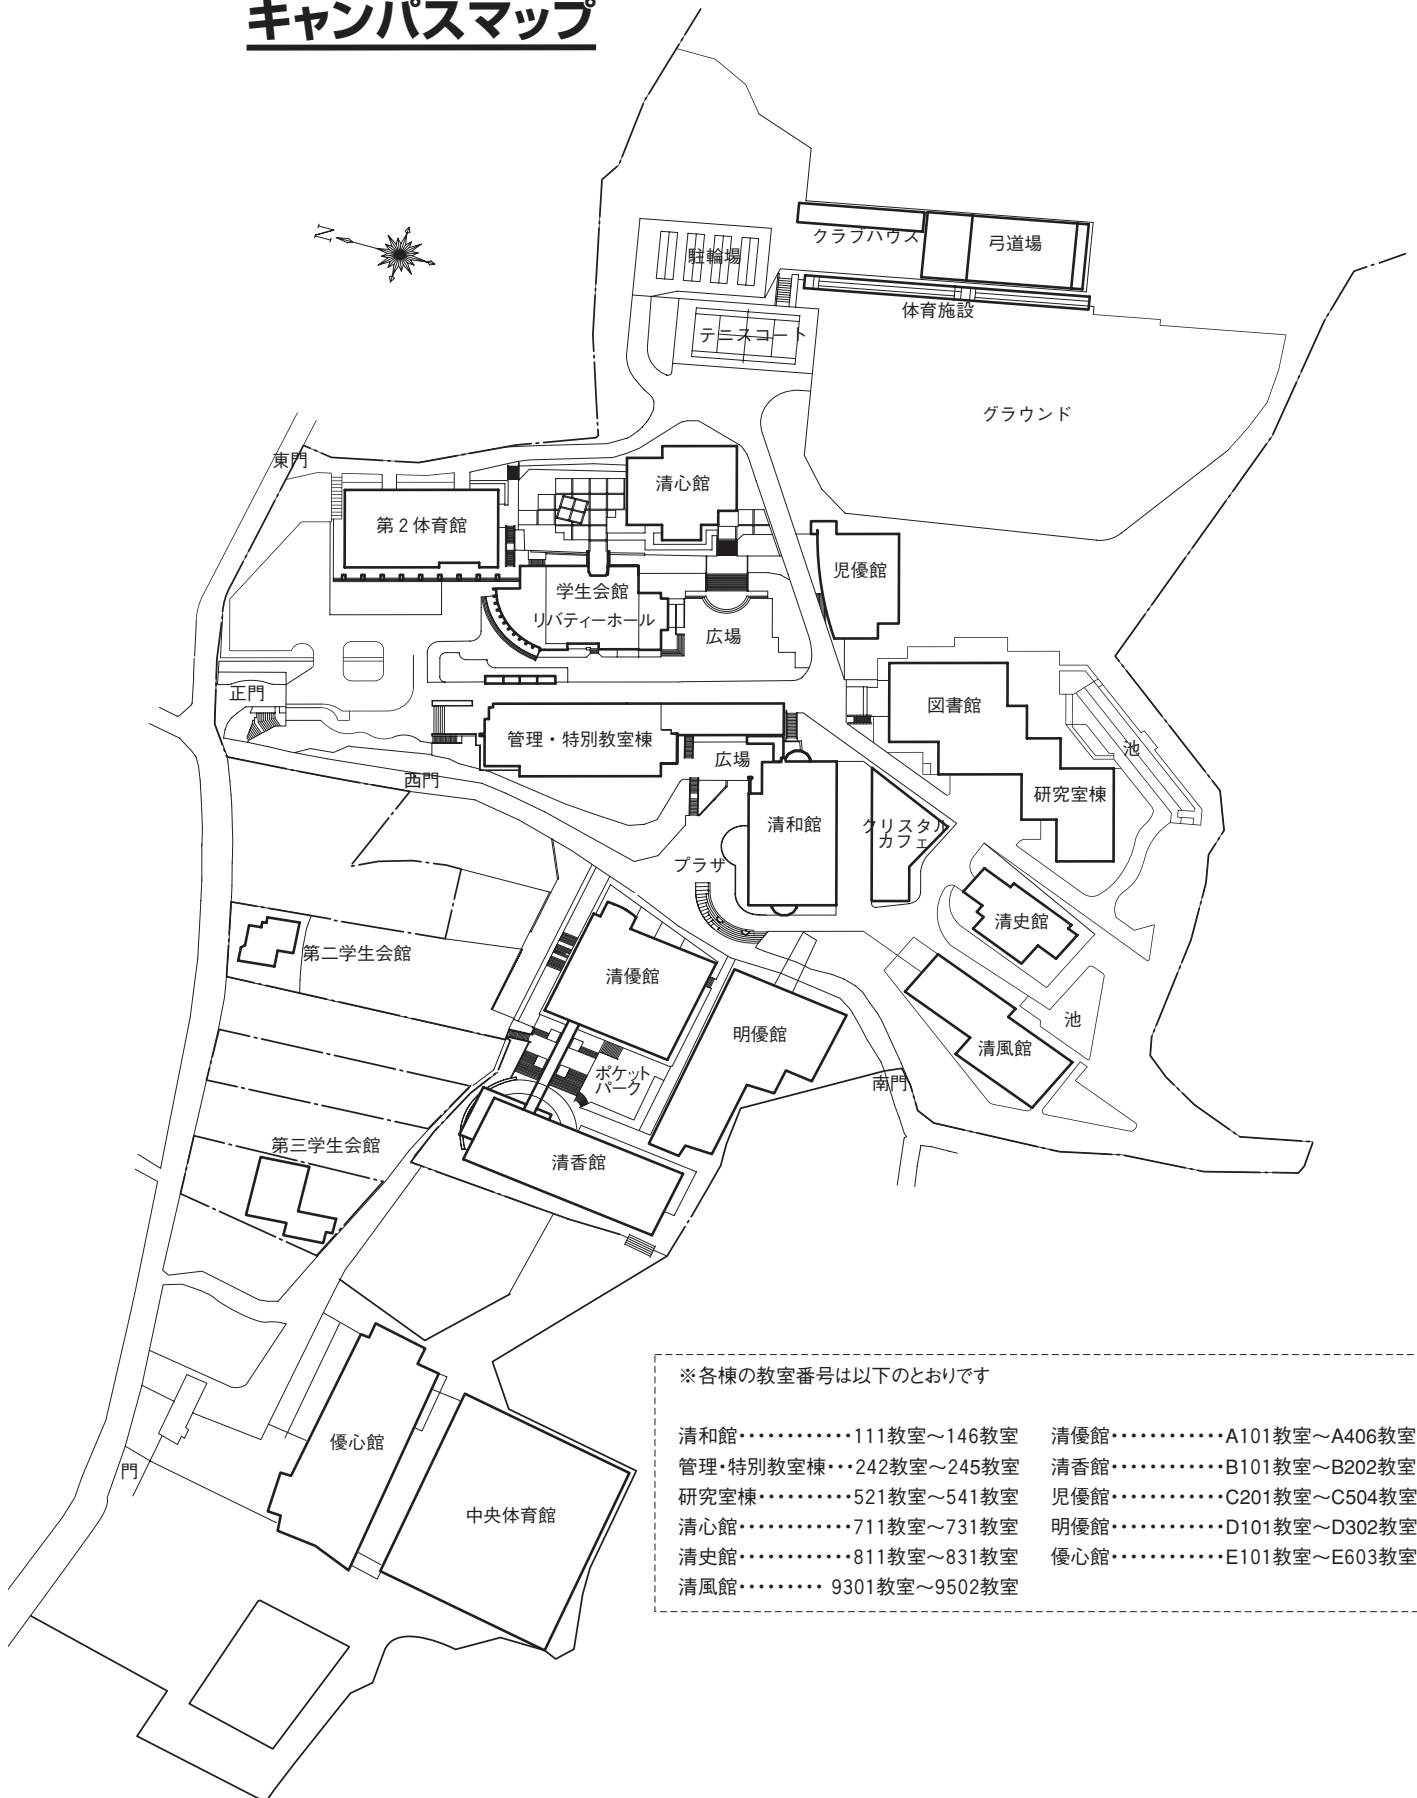 キャンパスマップ
N
駐輪場
クラブハウス
弓道場
体育施設
テニスコート
グラウンド
東門
清心館
第2体育館
児優館
学生会館
リバティーホール
広場
正門
図書館
管理・特別教室棟
広場
池
西門
研究室棟
清和館
クリスタル
カフェ
プラザ
清史館
第二学生会館
清優館
池
明優館
清風館
ポケット
パーク
南門
第三学生会館
清香館
優心館
門
中央体育館
※各棟の教室番号は以下のとおりです
清和館・・・・・・・・・・・・111教室～146教室
管理・特別教室棟・・・242教室～245教室
研究室棟・・・・・・・・・・521教室～541教室
清心館・・・・・・・・・・・・711教室～731教室
清史館・・・・・・・・・・・・811教室～831教室
清風館・・・・・・・・・ 9301教室～9502教室
清優館・・・・・・・・・・・・A101教室～A406教室
清香館・・・・・・・・・・・・B101教室～B202教室
児優館・・・・・・・・・・・・C201教室～C504教室
明優館・・・・・・・・・・・・D101教室～D302教室
優心館・・・・・・・・・・・・E101教室～E603教室